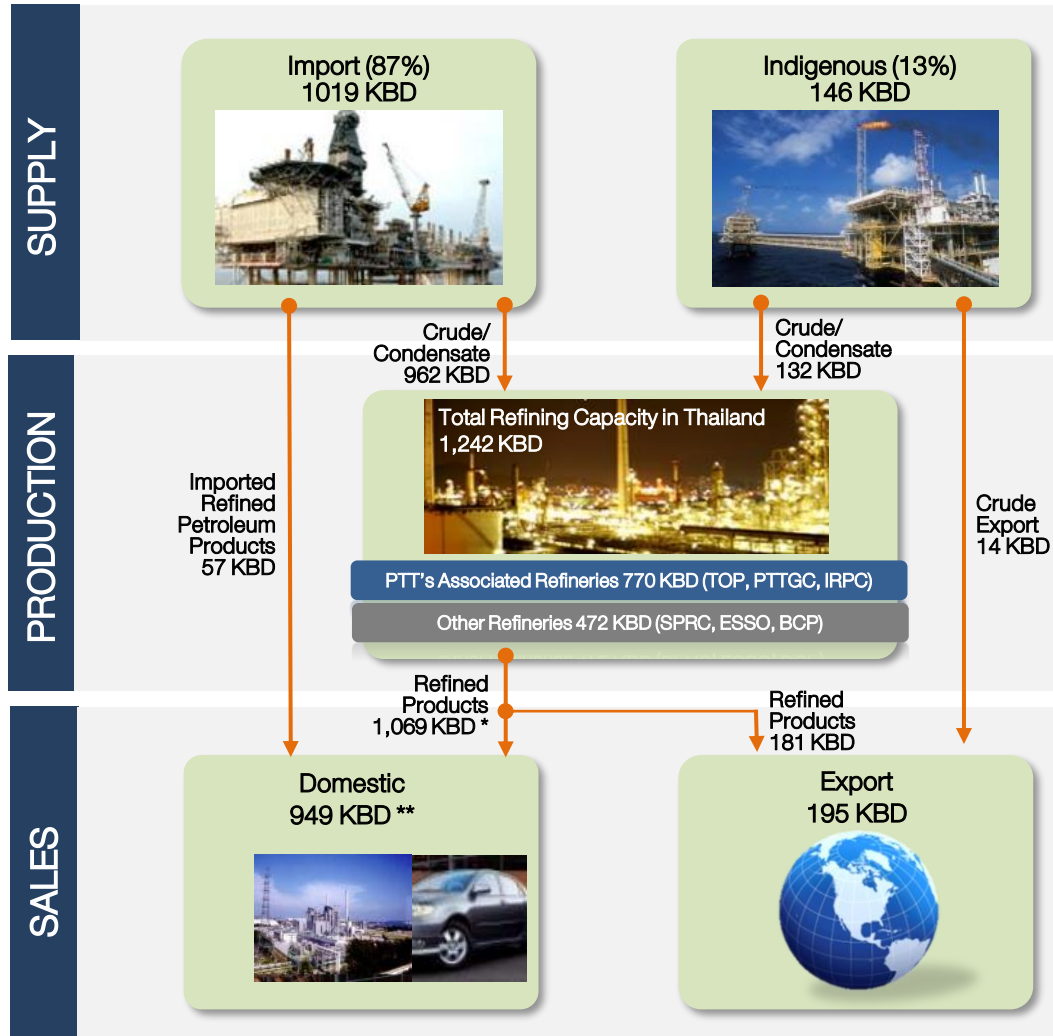 SUPPLY
Import (87%)
1019 KBD
Indigenous (13%)
146 KBD
Crude/
Condensate
962 KBD
Crude/
Condensate
132 KBD
PRODUCTION
Total Refining Capacity in Thailand
1,242 KBD
Imported
Refined
Petroleum
Products
57 KBD
Crude
Export
14 KBD
PTT's Associated Refineries 770 KBD (TOP, PTTGC, IRPC)
Other Refineries 472 KBD (SPRC, ESSO, BCP)
Refined
Products
1,069 KBD *
Refined
Products
181 KBD
SALES
Domestic
949 KBD **
Export
195 KBD